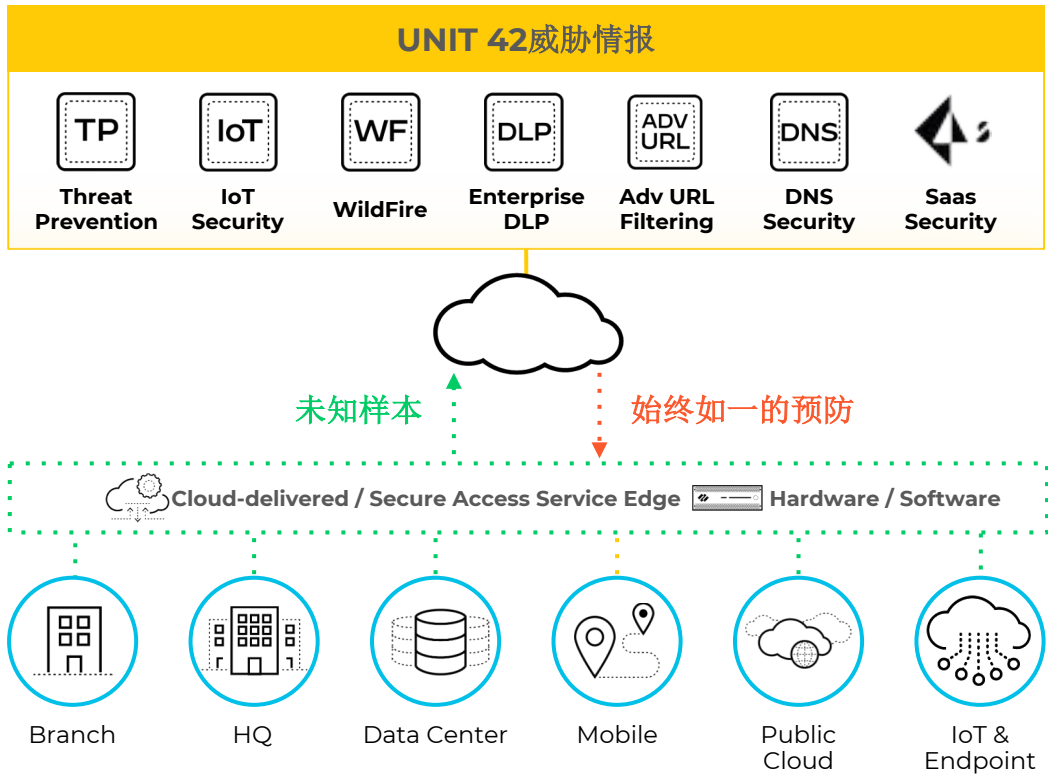 UNIT 42威胁情报
TP
IoT
WF
DLP
ADV
URL
DNS
S
Threat
Prevention
IoT
Security
WildFire
Enterprise
DLP
Adv URL
Filtering
DNS
Security
Saas
Security
未知样本
始终如一的预防
Cloud-delivered / Secure Access Service Edge
Hardware / Software
Branch
HQ
Data Center
Mobile
Public
Cloud
IoT &
Endpoint